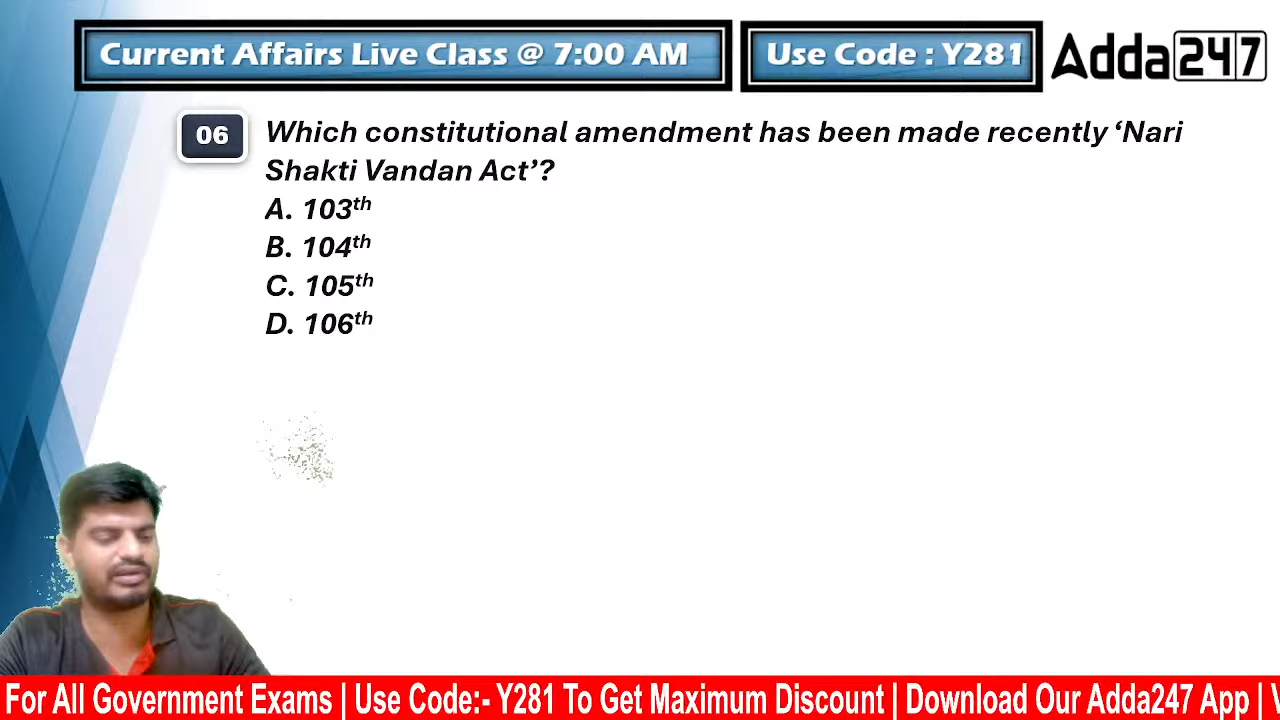 Current Affairs Live Class @ 7:00 AM
Use Code : Y281
Adda247
06
Which constitutional amendment has been made recently ‘Nari
Shakti Vandan Act’?
A. 103th
B. 104th
C. 105th
D. 106th
For All Government Exams | Use Code:- Y281 To Get Maximum Discount | Download Our Adda247 App |